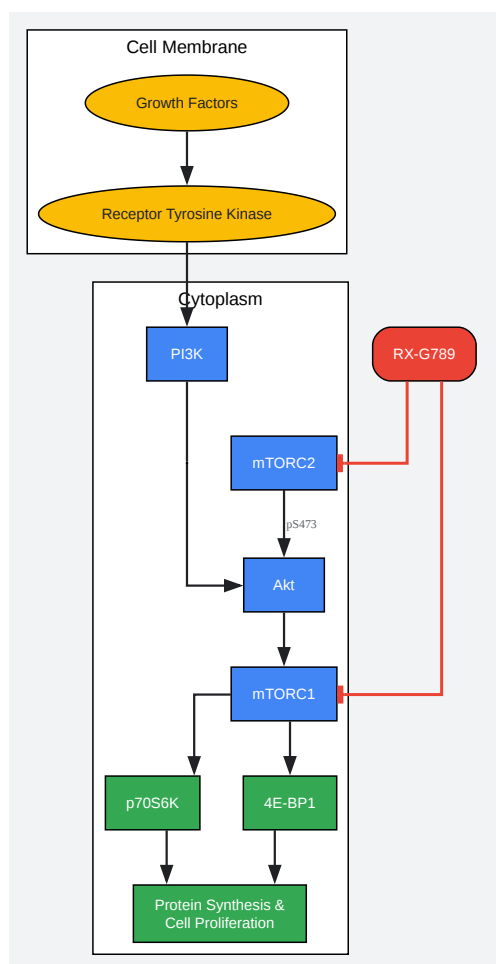 Cell Membrane
Growth Factors
Receptor Tyrosine Kinase
Cytoplasm
PI3K
RX-G789
mTORC2
pS473
Akt
mTORC1
p70S6K
4E-BP1
Protein Synthesis &
Cell Proliferation